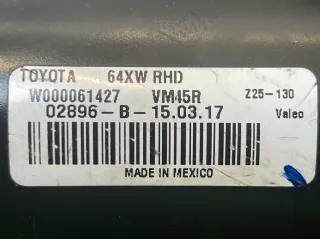 TOYOTA 64XW RHD
W000061427 VM45R Z25-130
02896-B-15.03.17 Valeo
MADE IN MEXICO